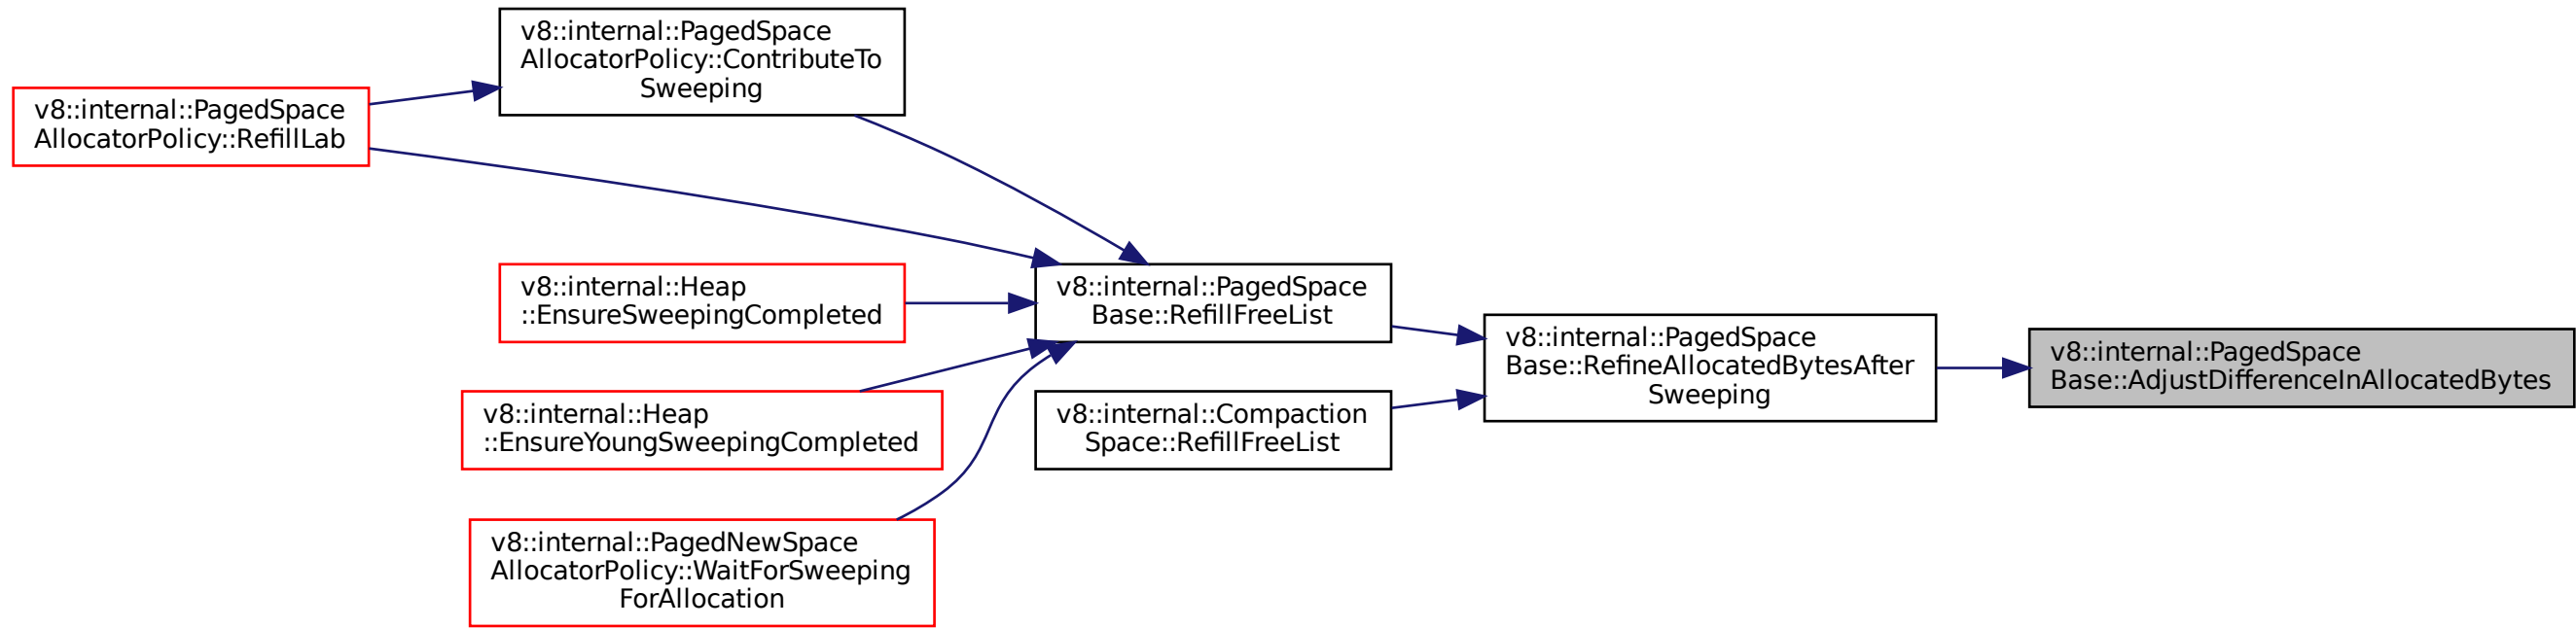 v8::internal::PagedSpace
AllocatorPolicy::ContributeTo
Sweeping
v8::internal::PagedSpace
AllocatorPolicy::RefillLab
v8::internal::Heap
::EnsureSweepingCompleted
v8::internal::PagedSpace
Base::RefillFreeList
v8::internal::PagedSpace
Base::RefineAllocatedBytesAfter
Sweeping
v8::internal::PagedSpace
Base::AdjustDifferenceInAllocatedBytes
v8::internal::Heap
::EnsureYoungSweepingCompleted
v8::internal::Compaction
Space::RefillFreeList
v8::internal::PagedNewSpace
AllocatorPolicy::WaitForSweeping
ForAllocation